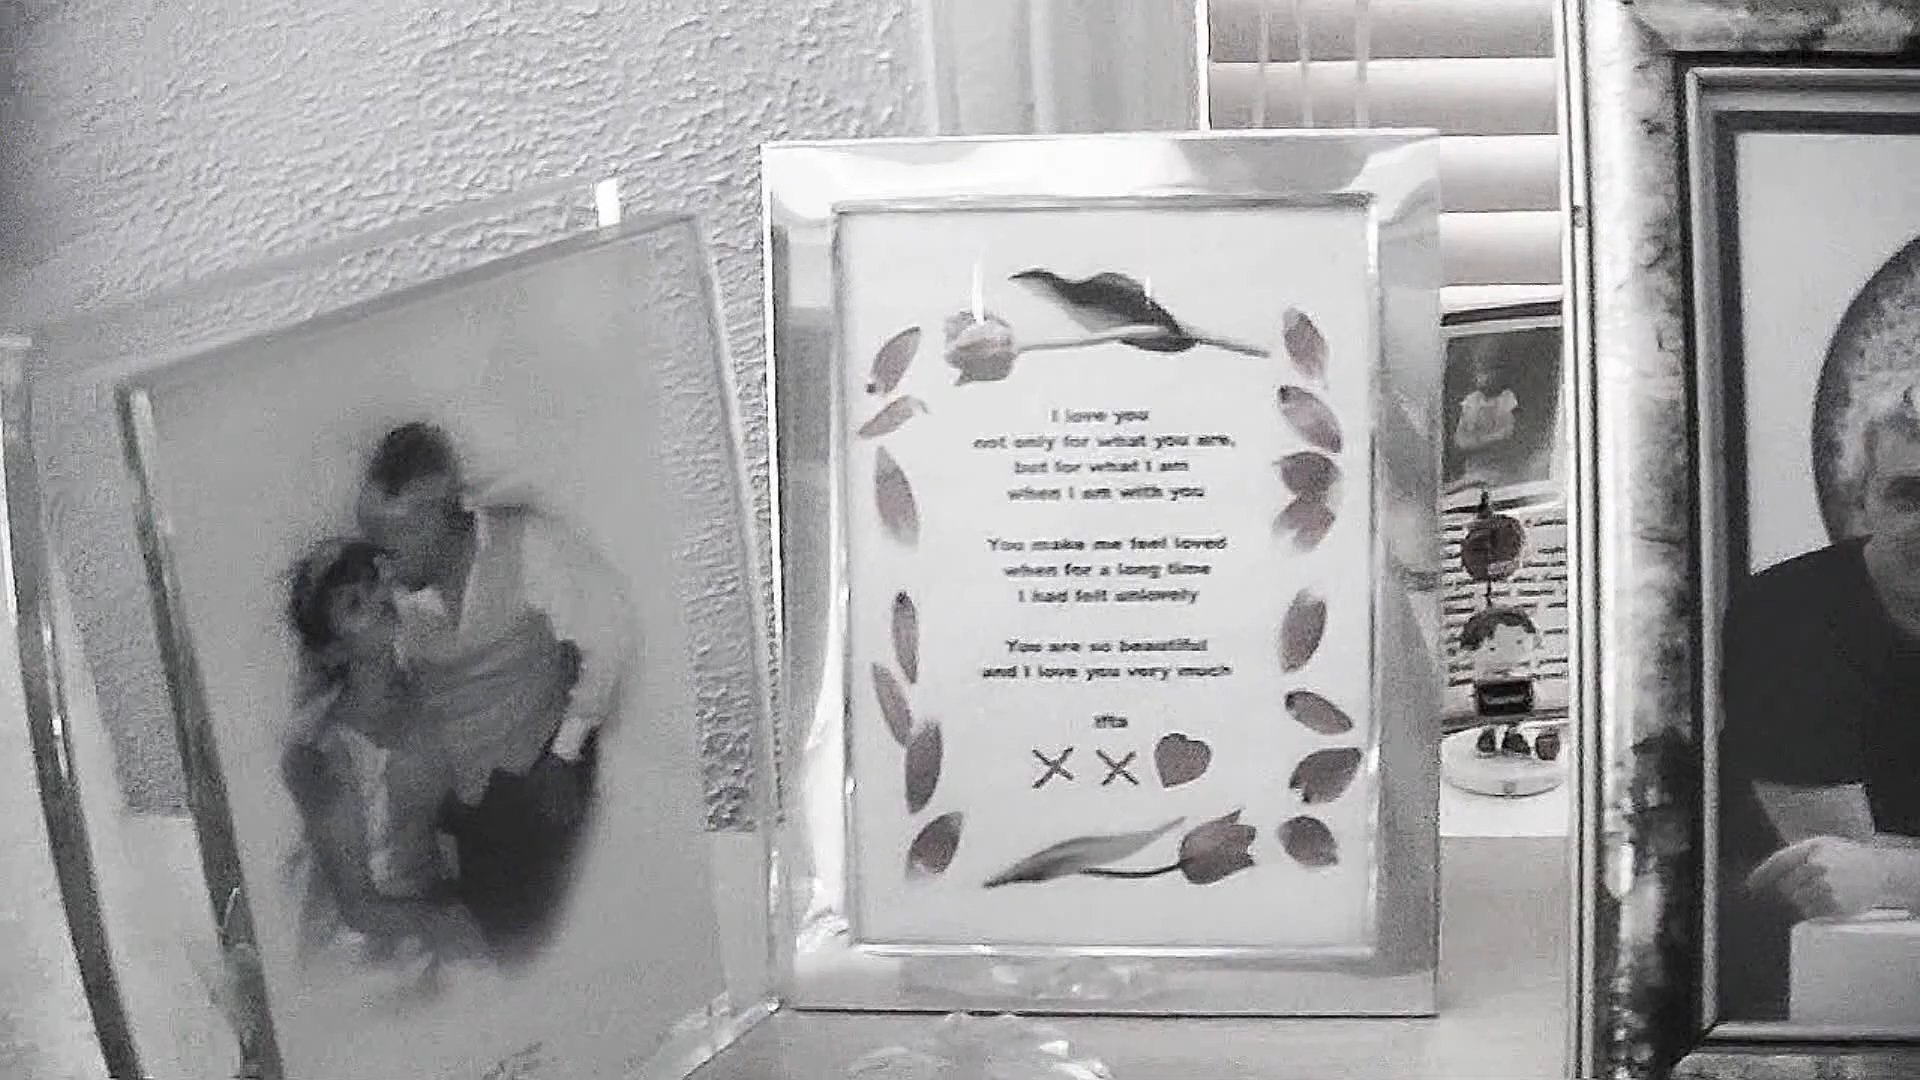 I love you
not only for what you are,
but for what I am
when I am with you
You make me feel loved
when for a long time
I had felt unlovely
You are so beautiful
and I love you very much